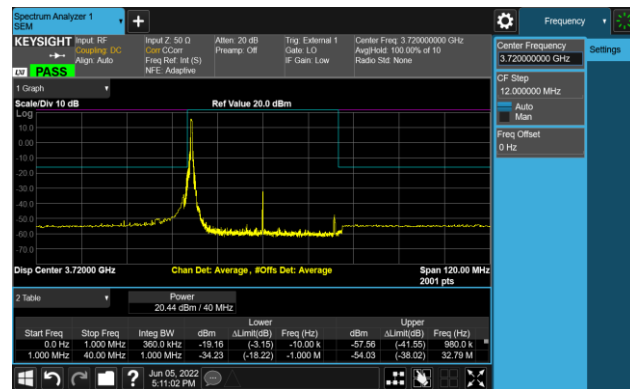 Spectrum Analyzer 1
SEM
Frequency
KEYSIGHT
Input: RF
Coupling: DC
Align: Auto
Input Z: 50 Ω
Corr CCorr
Freq Ref: Int (S)
NFE: Adaptive
Atten: 20 dB
Preamp: Off
Trig: External 1
Gate: LO
IF Gain: Low
Center Freq: 3.720000000 GHz
Avg|Hold: 100.00% of 10
Radio Std: None
LXI
PASS
Center Frequency
3.720000000 GHz
Settings
CF Step
12.000000 MHz
Auto
Man
Freq Offset
0 Hz
1 Graph
Scale/Div 10 dB
Ref Value 20.0 dBm
Log
10.0
0.00
-10.0
-20.0
-30.0
-40.0
-50.0
-60.0
-70.0
Disp Center 3.72000 GHz
Chan Det: Average , #Offs Det: Average
Span 120.00 MHz
2001 pts
2 Table
Power
20.44 dBm / 40 MHz
Lower Upper
Start Freq Stop Freq Integ BW dBm ΔLimit(dB) Freq (Hz) dBm ΔLimit(dB) Freq (Hz)
0.0 Hz 1.000 MHz 360.0 kHz -19.16 (-3.15) -10.00 k -57.56 (-41.55) 980.0 k
1.000 MHz 40.00 MHz 1.000 MHz -34.23 (-18.22) -1.000 M -54.03 (-38.02) 32.79 M
?
Jun 05, 2022
5:11:02 PM